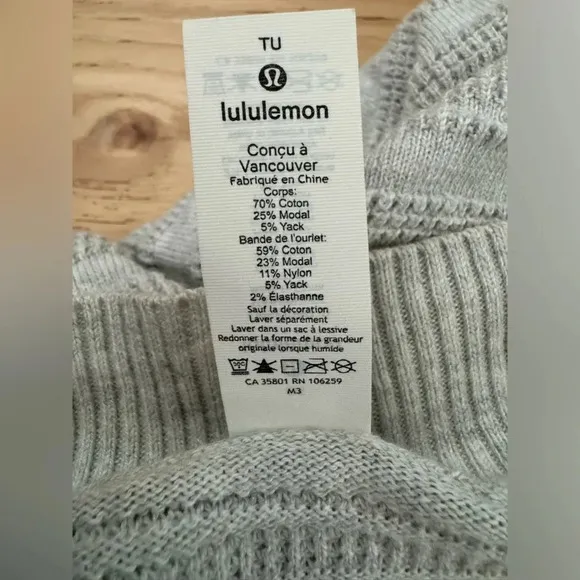 TU
lululemon
Conçu à
Vancouver
Fabriqué en Chine
Corps:
70% Coton
25% Modal
5% Yack
Bande de l'ourlet:
59% Coton
23% Modal
11% Nylon
5% Yack
2% Élasthanne
Sauf la décoration
Laver séparément
Laver dans un sac à lessive
Redonner la forme de la grandeur
originale lorsque humide
CA 35801 RN 106259
M3